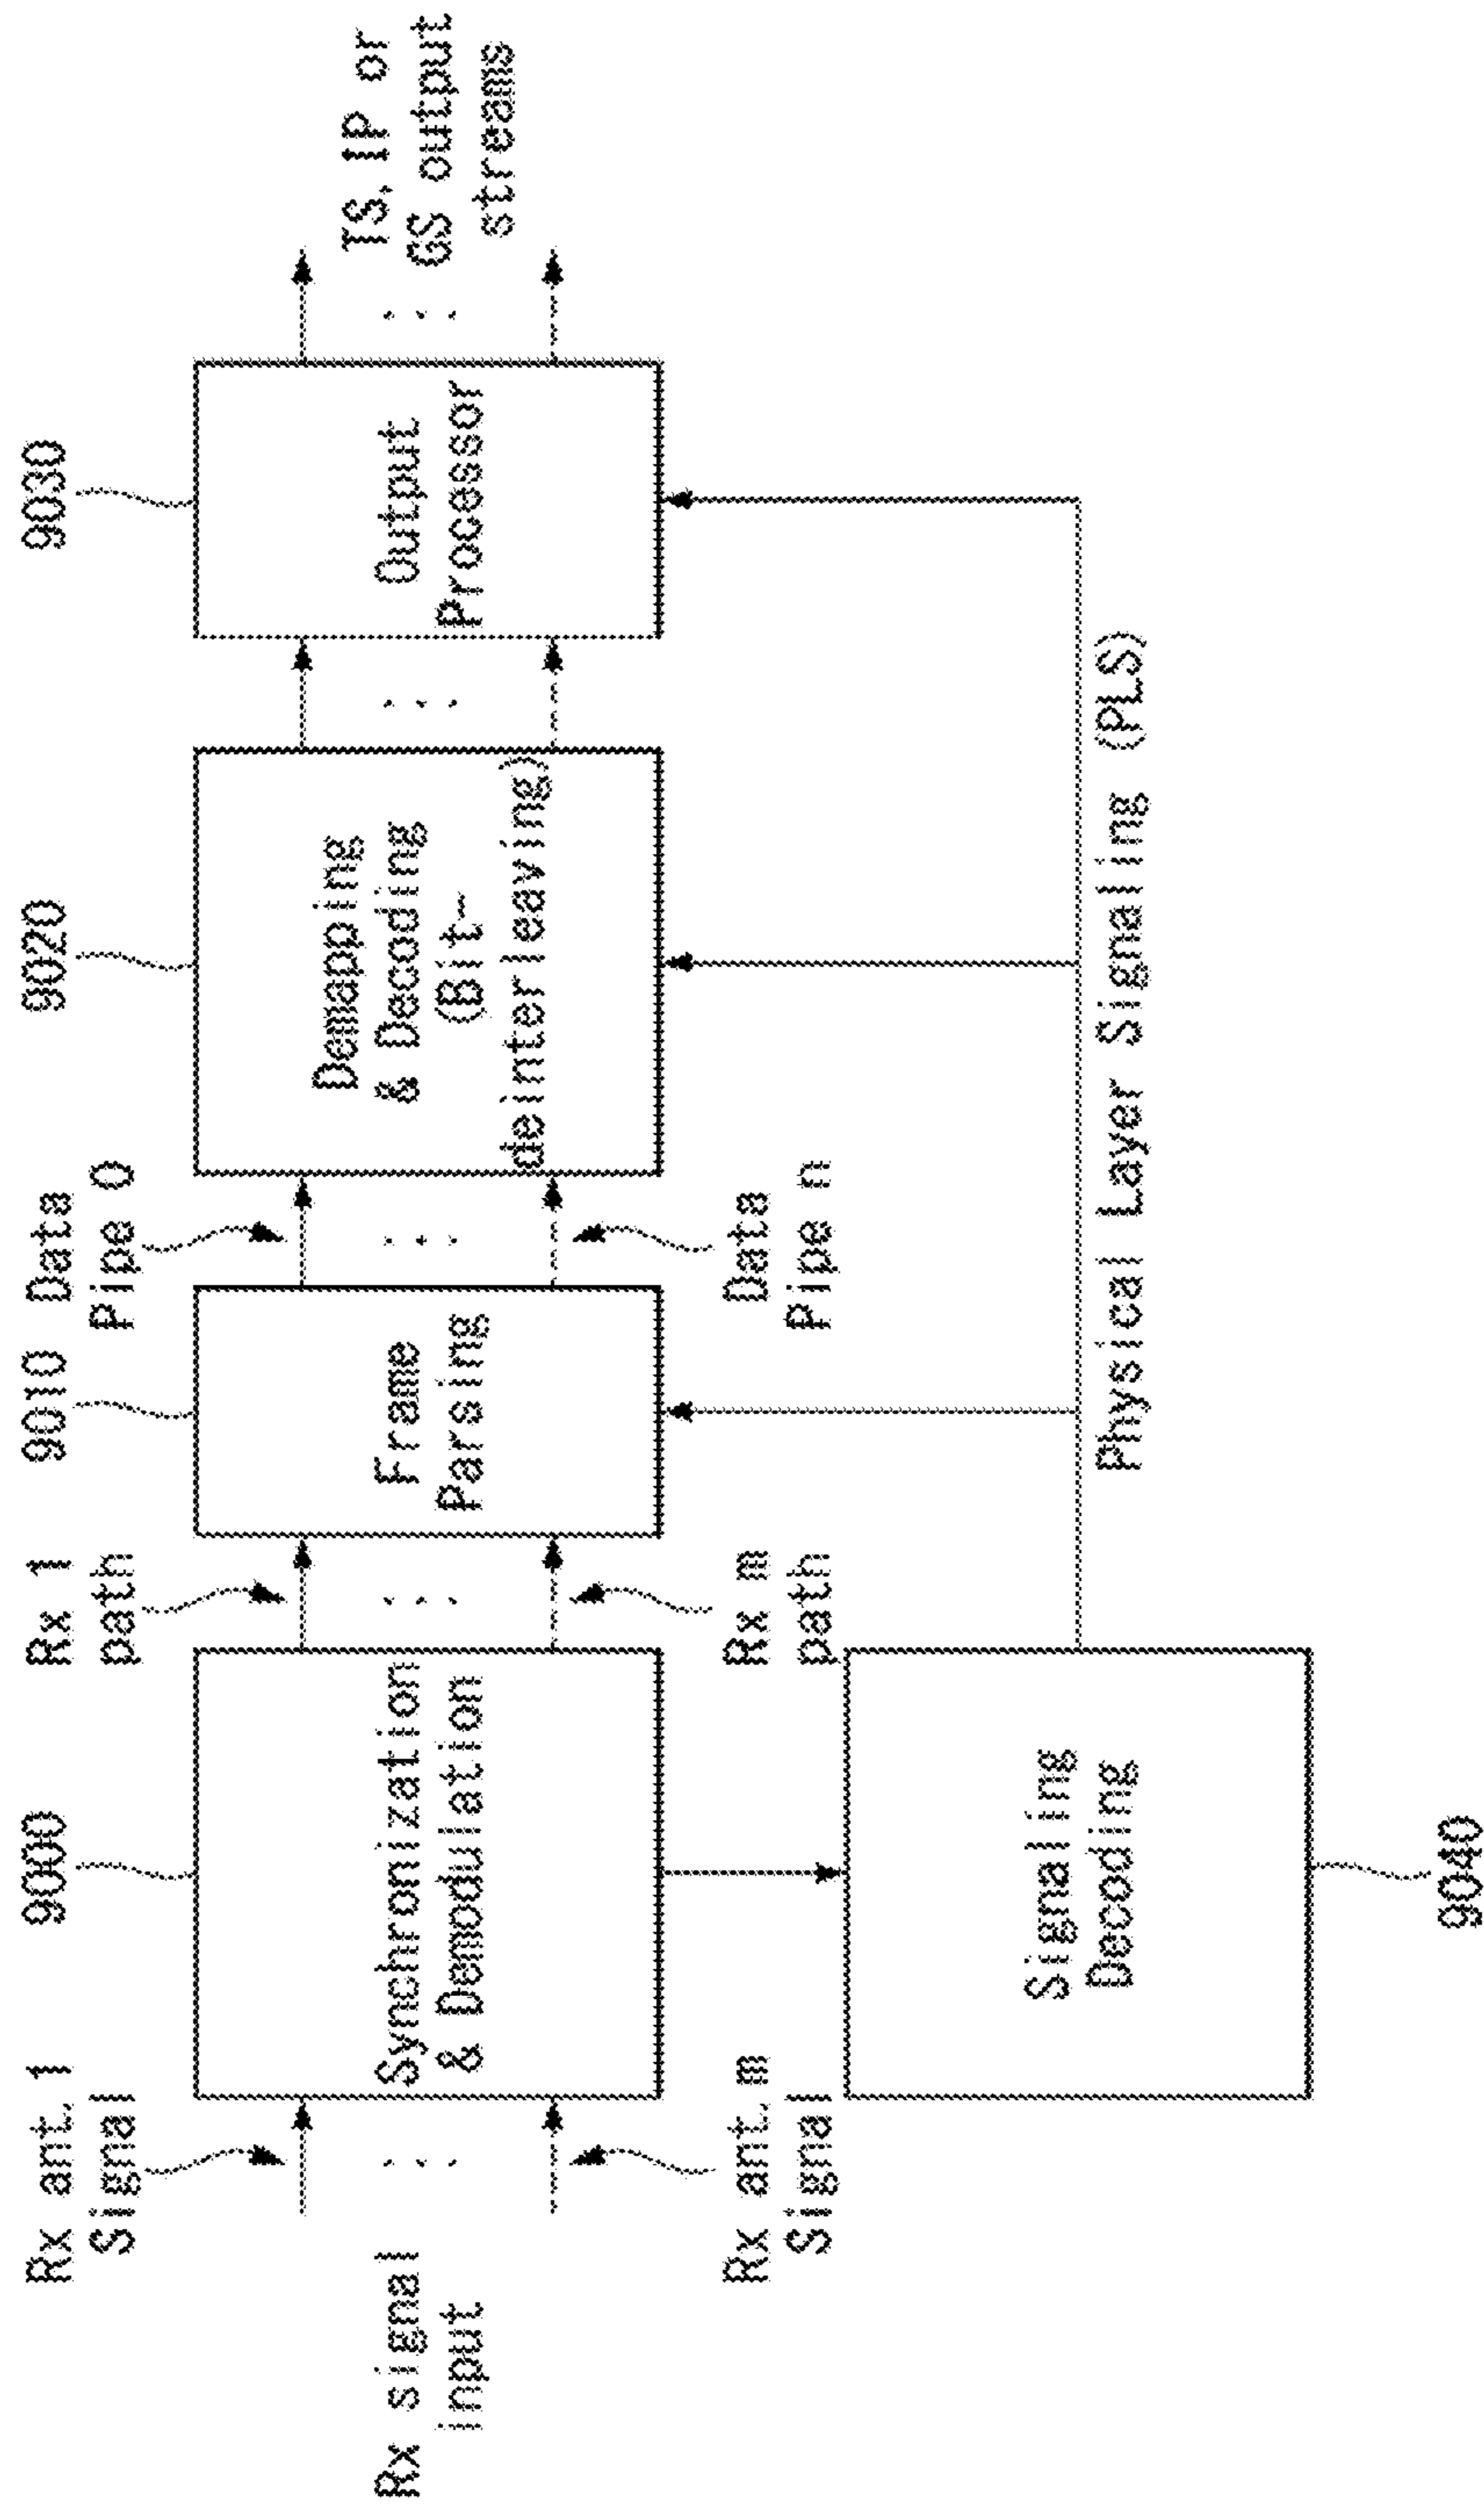 Rx signal
input
Rx ant.1
Signal
Rx ant.m
Signal
9000
Synchronization
& Demodulation
Rx 1
path
Rx m
path
9010
Frame
Parsing
Data
Pipe 0
Data
Pipe n
9020
Demapping
& Decoding
(Bit-
deinterleaving)
9030
Output
Processor
TS, IP or
GS output
streams
Signaling
Decoding
9040
Physical Layer Signaling (PLS)